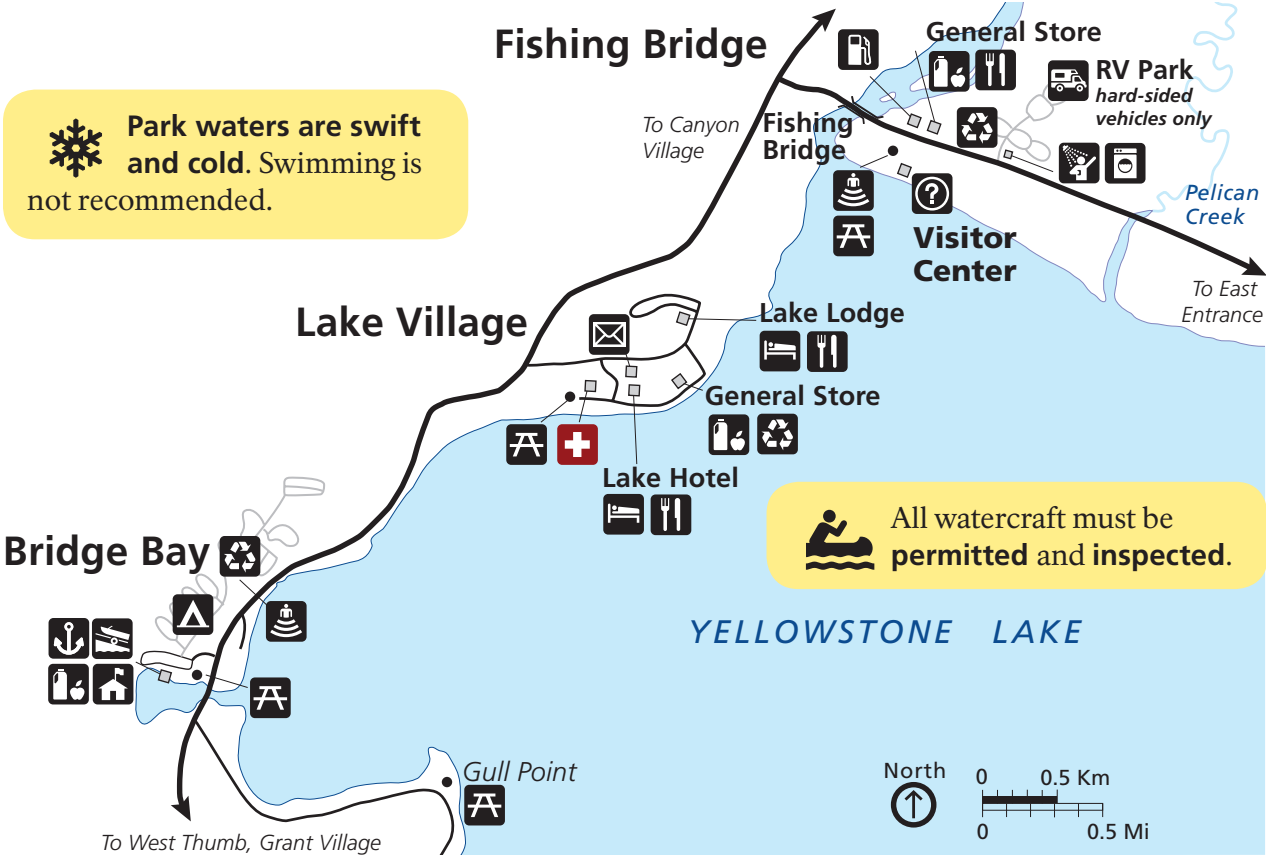 Fishing Bridge
General Store
RV Park
hard-sided
vehicles only
Park waters are swift
and cold. Swimming is
not recommended.
To Canyon
Village
Fishing
Bridge
?
Visitor
Center
Pelican
Creek
To East
Entrance
Lake Village
Lake Lodge
General Store
Lake Hotel
All watercraft must be
permitted and inspected.
Bridge Bay
YELLOWSTONE LAKE
Gull Point
To West Thumb, Grant Village
North
0 0.5 Km
0 0.5 Mi